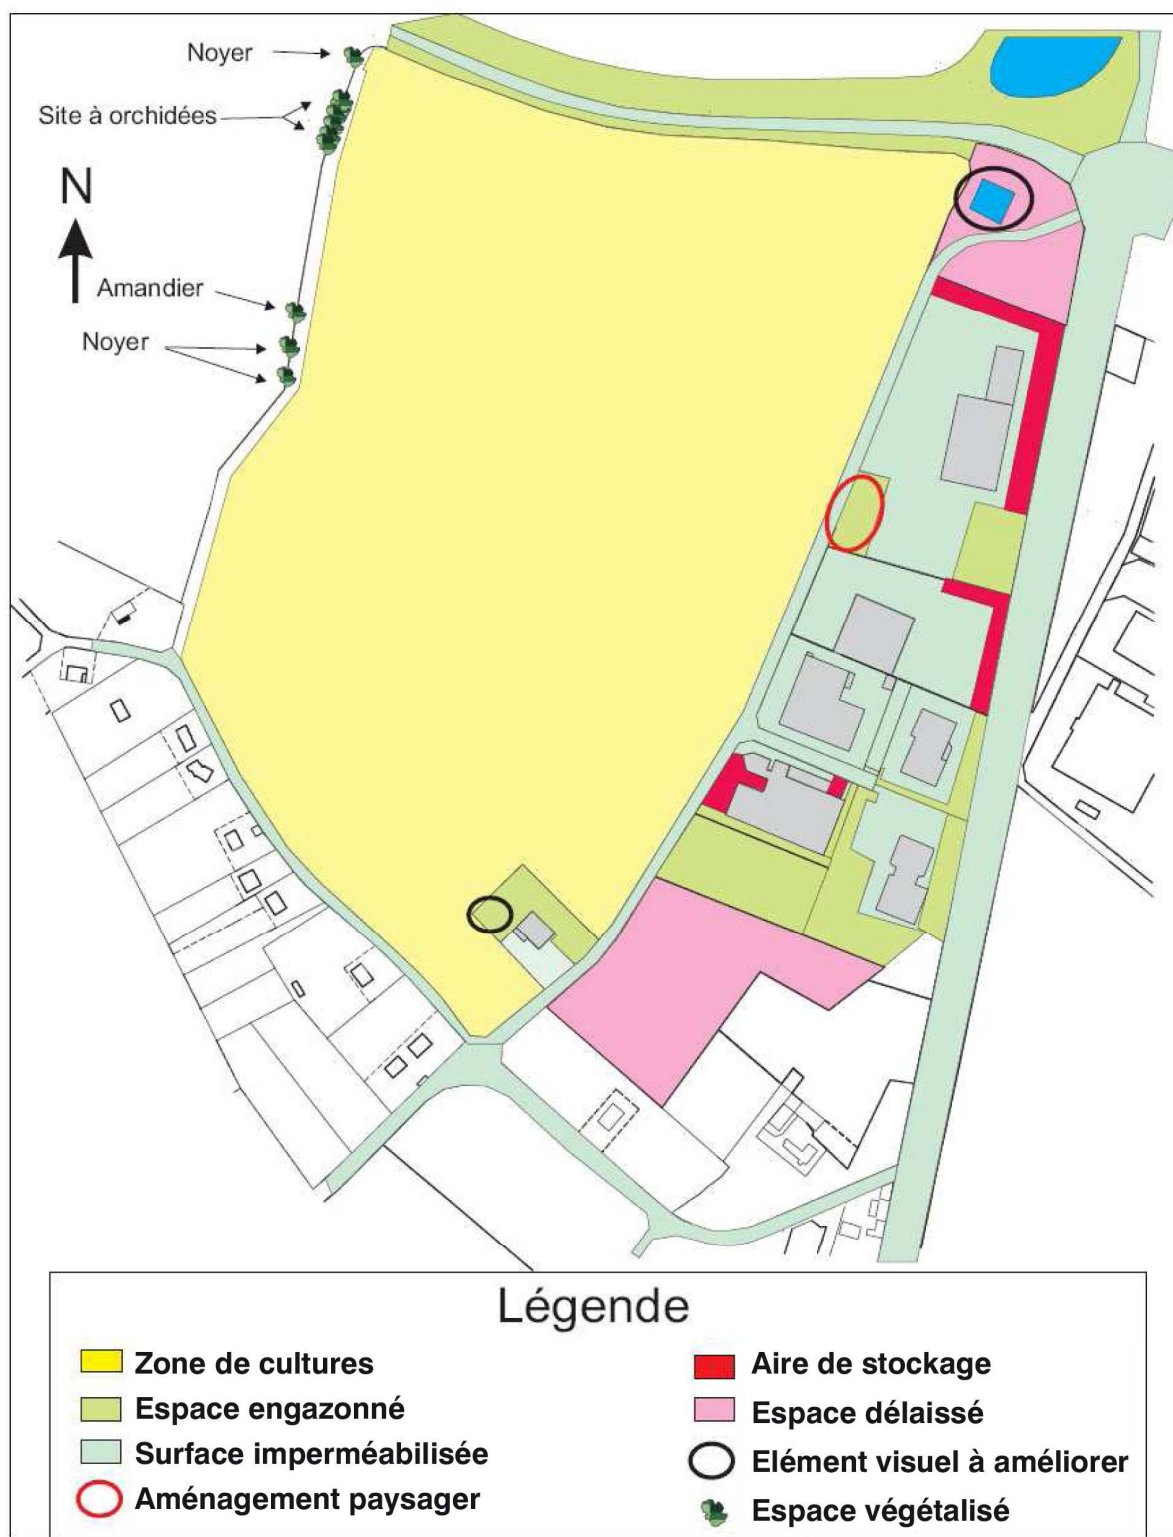 Noyer
Site à orchidées
N
Amandier
Noyer
Légende
Zone de cultures
Espace engazonné
Surface imperméabilisée
Aménagement paysager
Aire de stockage
Espace délaissé
Elément visuel à améliorer
Espace végétalisé